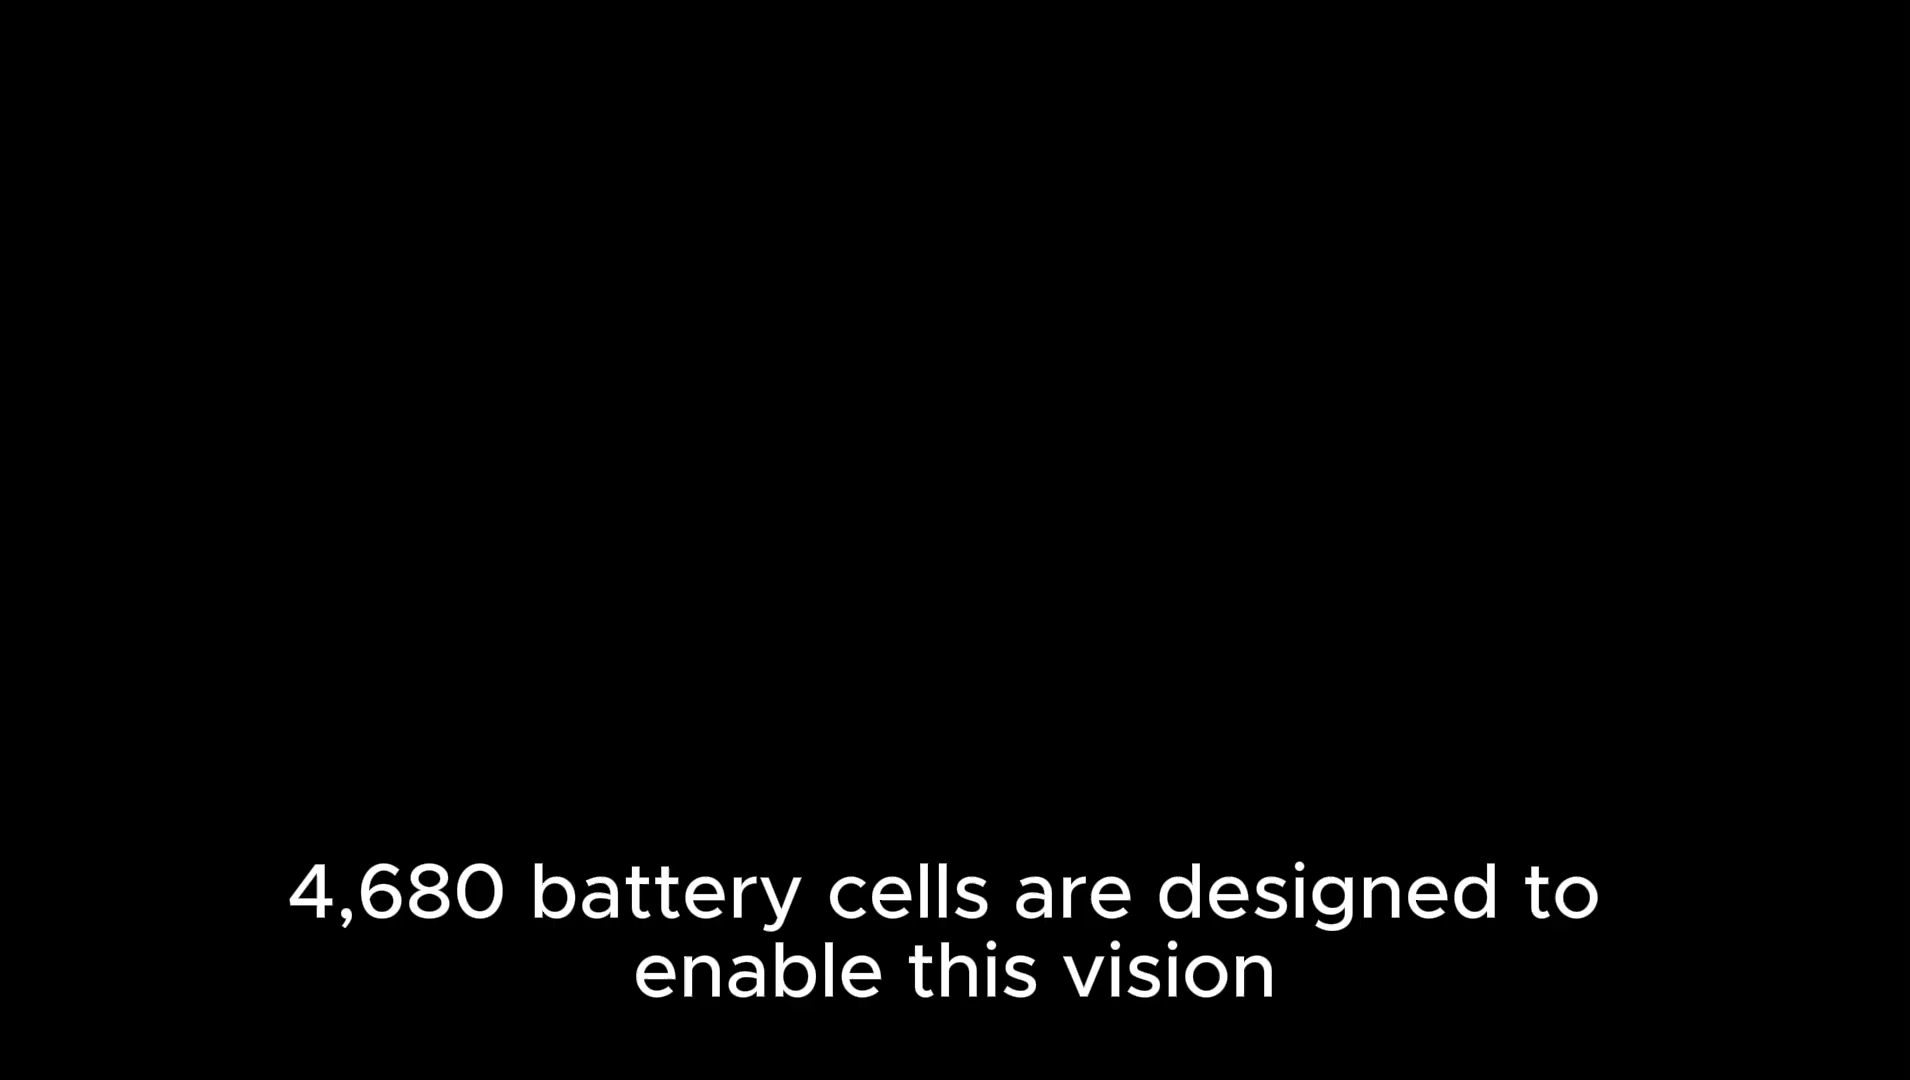 4,680 battery cells are designed to
enable this vision